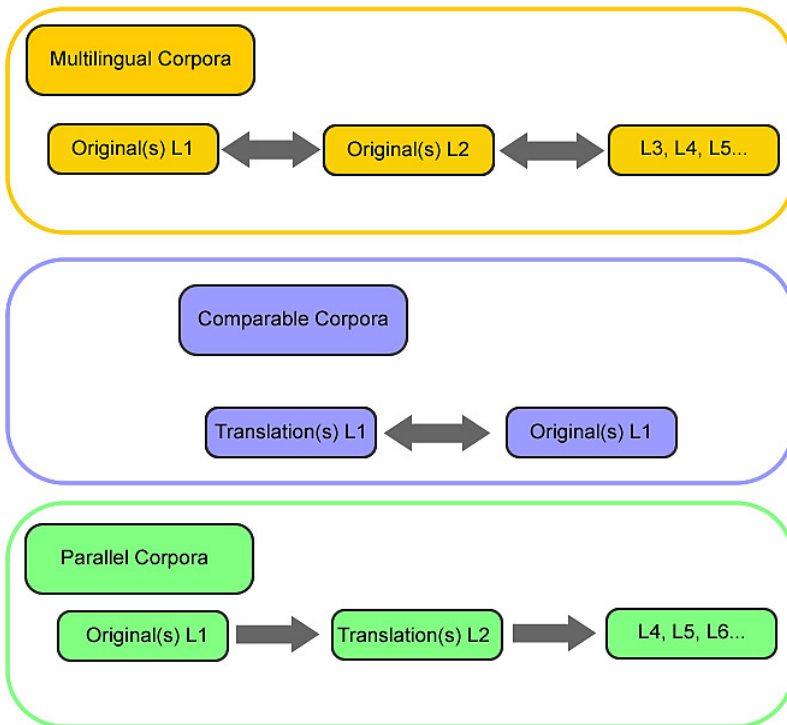 Multilingual Corpora
Original(s) L1
Original(s) L2
L3, L4, L5...
Comparable Corpora
Translation(s) L1
Original(s) L1
Parallel Corpora
Original(s) L1
Translation(s) L2
L4, L5, L6...